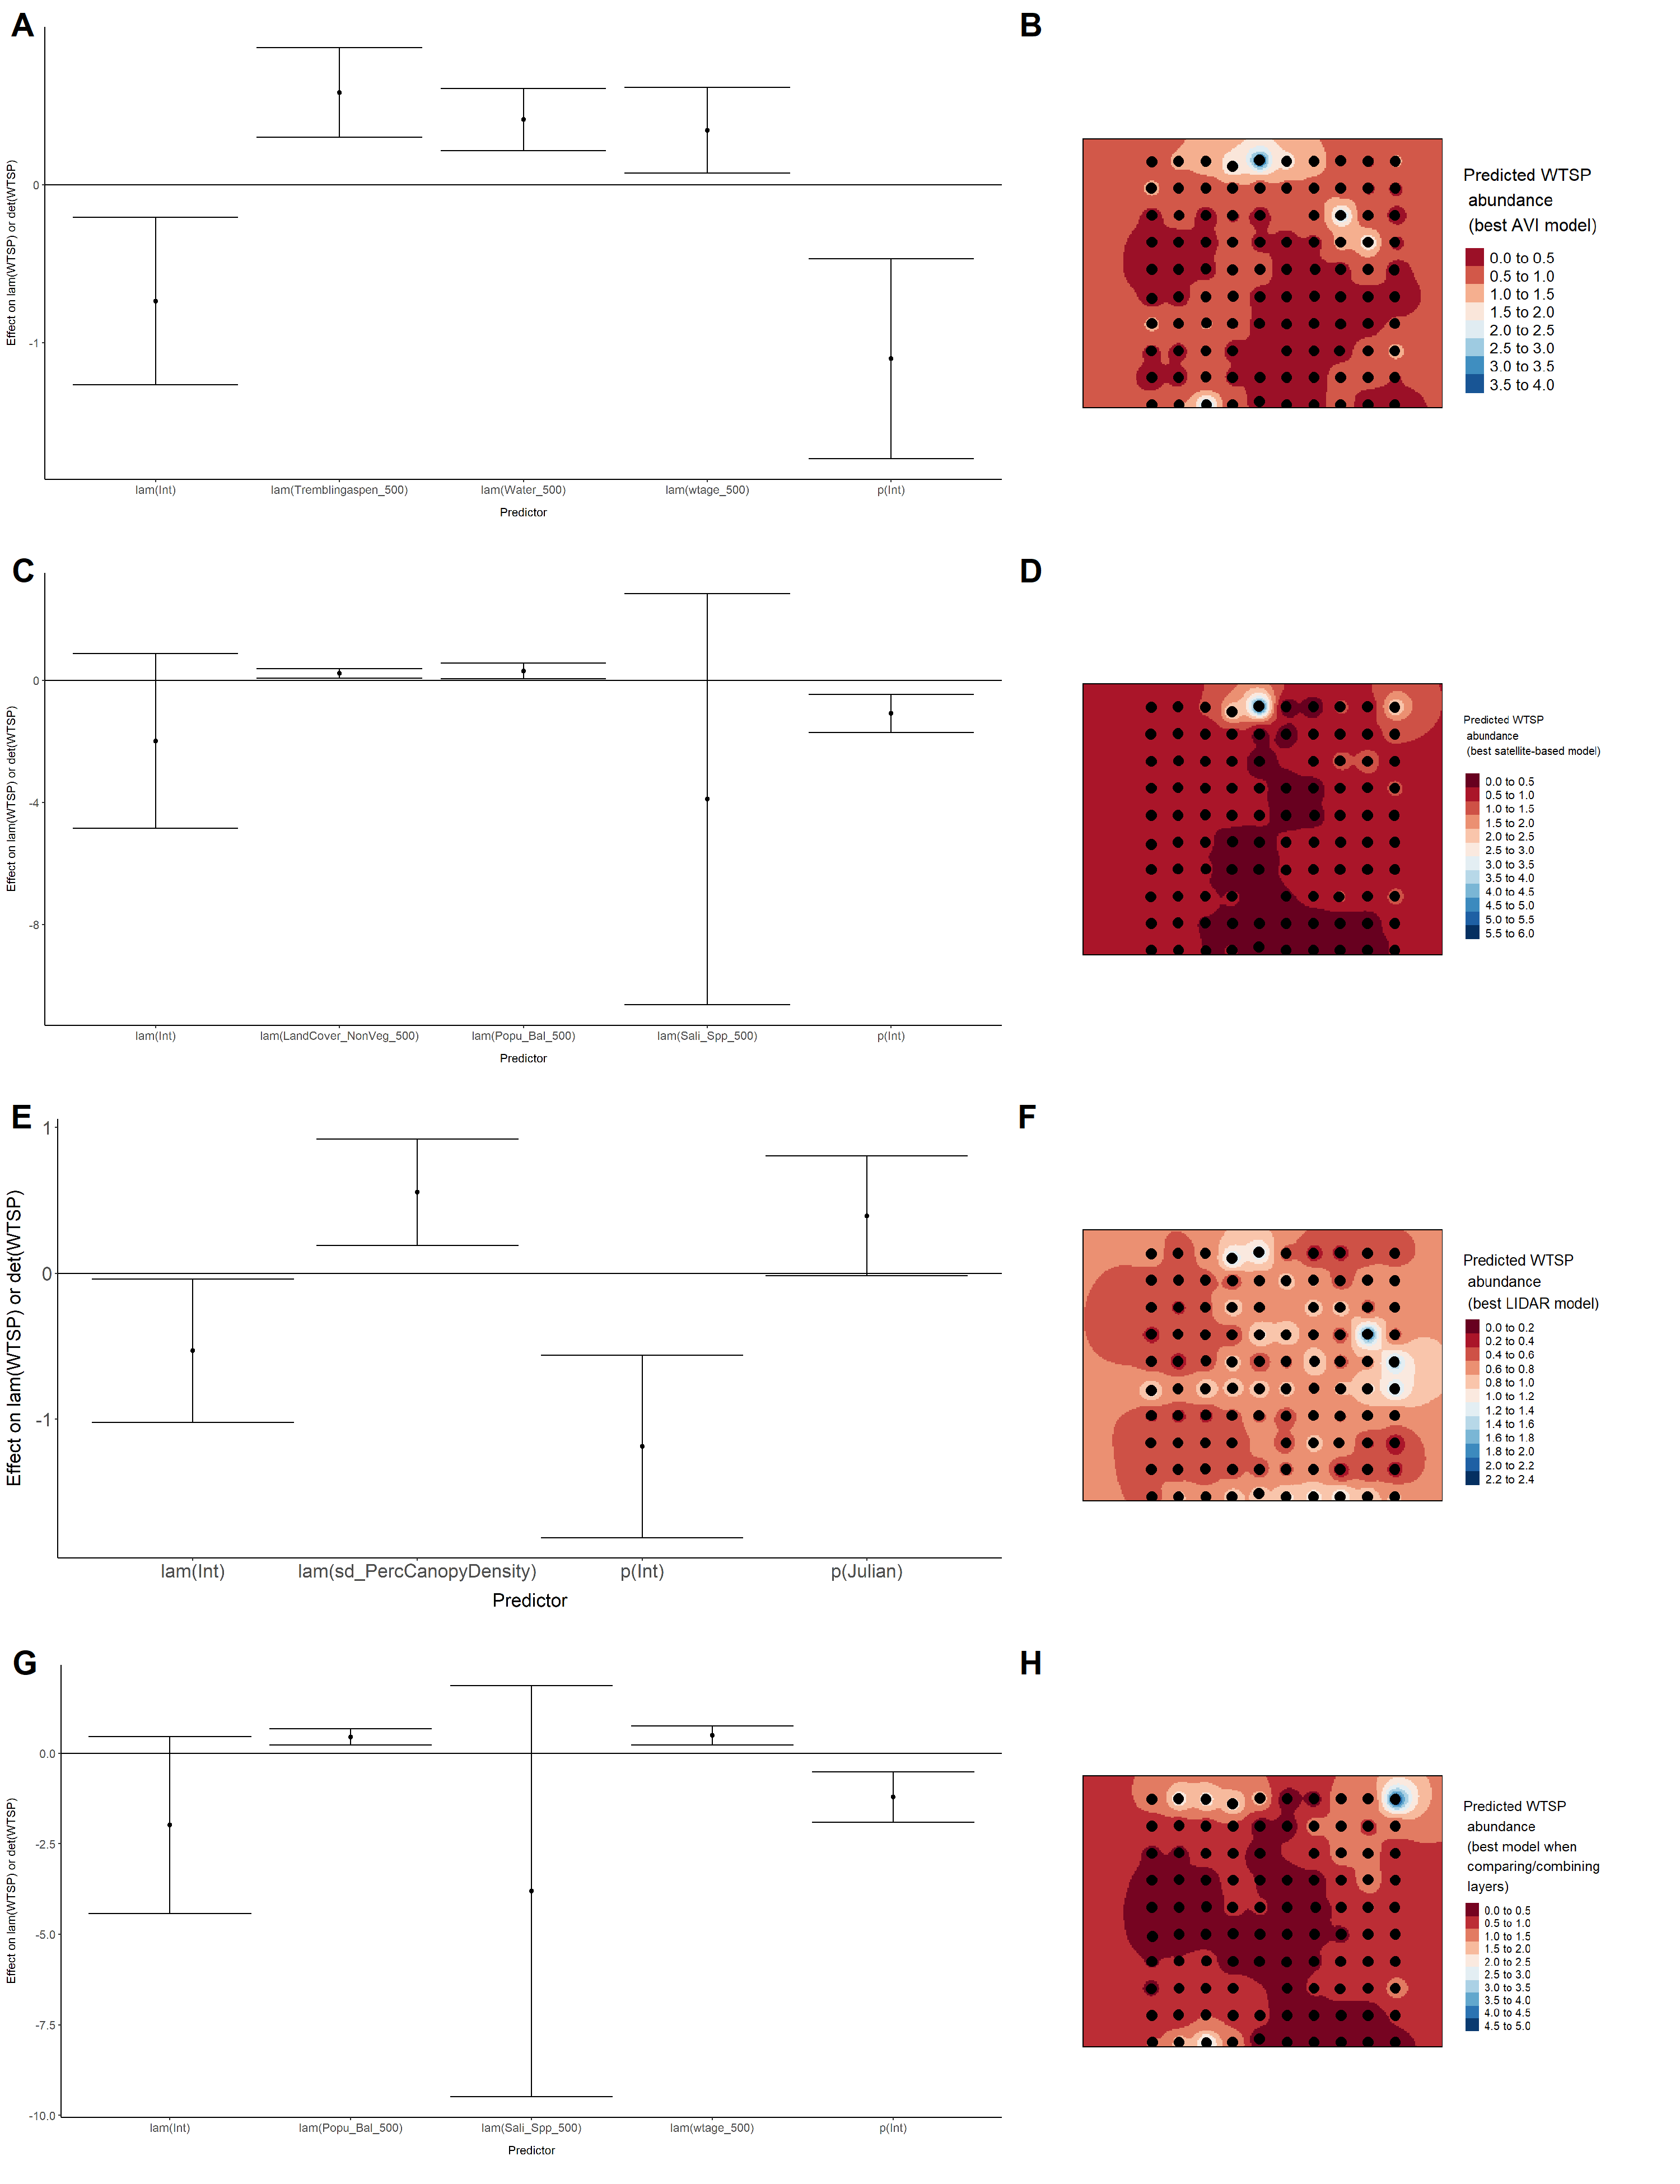 A
B
Effect on lam(WTSP) or det(WTSP)
0
-1
lam(Int)
lam(Tremblingaspen_500)
lam(Water_500)
lam(wtage_500)
p(Int)
Predictor
Predicted WTSP
abundance
(best AVI model)
0.0 to 0.5
0.5 to 1.0
1.0 to 1.5
1.5 to 2.0
2.0 to 2.5
2.5 to 3.0
3.0 to 3.5
3.5 to 4.0
C
D
Effect on lam(WTSP) or det(WTSP)
0
-4
-8
lam(Int)
lam(LandCover_NonVeg_500)
lam(Popu_Bal_500)
lam(Sali_Spp_500)
p(Int)
Predictor
Predicted WTSP
abundance
(best satellite-based model)
0.0 to 0.5
0.5 to 1.0
1.0 to 1.5
1.5 to 2.0
2.0 to 2.5
2.5 to 3.0
3.0 to 3.5
3.5 to 4.0
4.0 to 4.5
4.5 to 5.0
5.0 to 5.5
5.5 to 6.0
E
F
Effect on lam(WTSP) or det(WTSP)
1
0
-1
lam(Int)
lam(sd_PercCanopyDensity)
p(Int)
p(Julian)
Predictor
Predicted WTSP
abundance
(best LIDAR model)
0.0 to 0.2
0.2 to 0.4
0.4 to 0.6
0.6 to 0.8
0.8 to 1.0
1.0 to 1.2
1.2 to 1.4
1.4 to 1.6
1.6 to 1.8
1.8 to 2.0
2.0 to 2.2
2.2 to 2.4
G
H
Effect on lam(WTSP) or det(WTSP)
0.0
-2.5
-5.0
-7.5
-10.0
lam(Int)
lam(Popu_Bal_500)
lam(Sali_Spp_500)
lam(wtage_500)
p(Int)
Predictor
Predicted WTSP
abundance
(best model when
comparing/combining
layers)
0.0 to 0.5
0.5 to 1.0
1.0 to 1.5
1.5 to 2.0
2.0 to 2.5
2.5 to 3.0
3.0 to 3.5
3.5 to 4.0
4.0 to 4.5
4.5 to 5.0